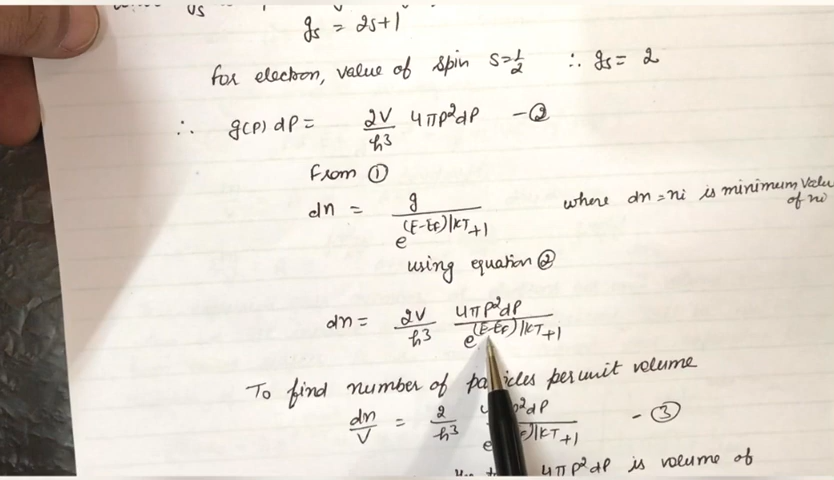 us
gs = 2s+1
for electron, value of spin s=1/2 ∴ gs = 2
∴ g(p) dp = 2V/h³ 4πp²dp —②
From ①
dn = g/e^(E-EF)/KT +1 where dn = ni is minimum value of ni
using equation ②
dn = 2V/h³ 4πp²dp/e^(E-EF)/KT +1
To find number of particles per unit volume
dn/V = 2/h³ p²dp/e F)/KT +1 —③
4πp²dp is volume of